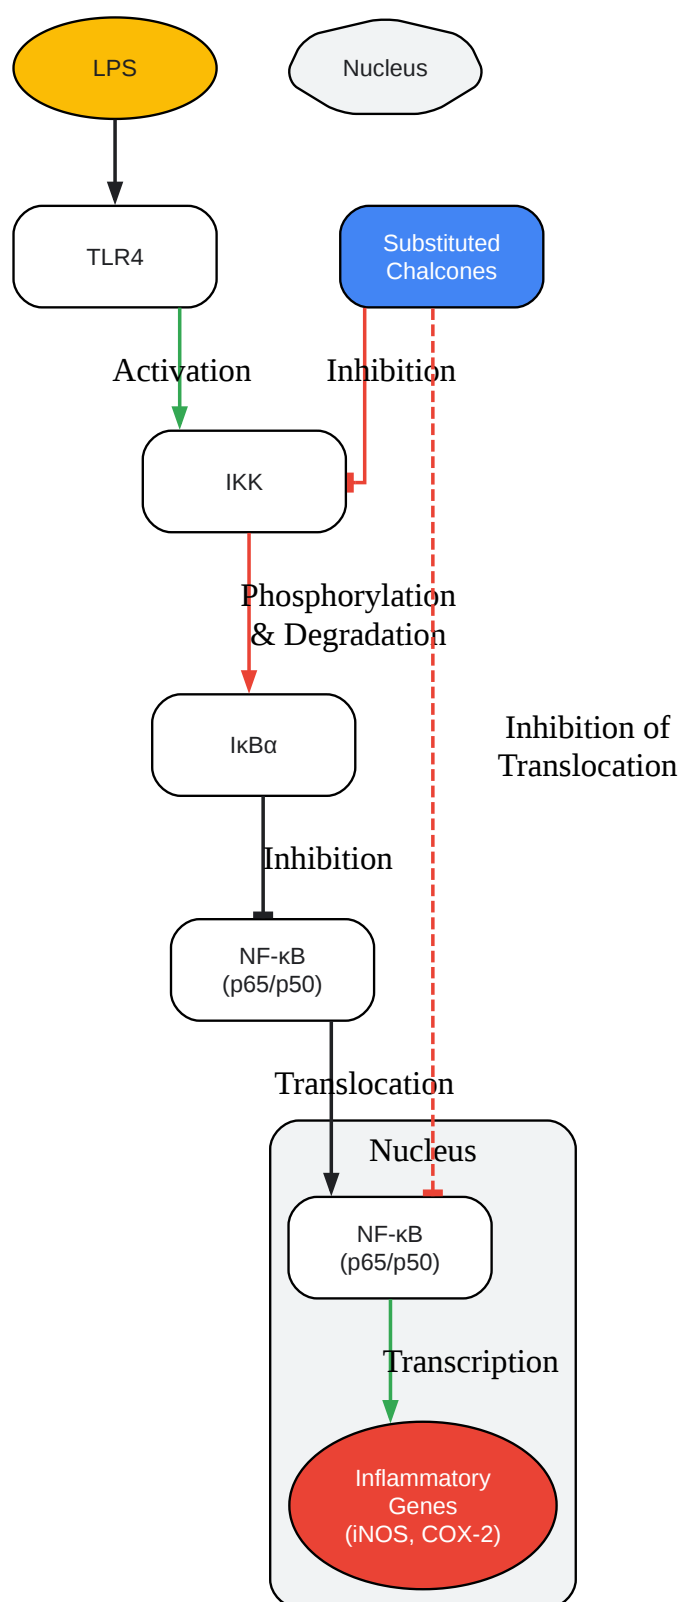 LPS
Nucleus
TLR4
Substituted
Chalcones
Activation
Inhibition
IKK
Phosphorylation
& Degradation
IκBα
Inhibition of
Translocation
Inhibition
NF-κB
(p65/p50)
Translocation
Nucleus
NF-κB
(p65/p50)
Transcription
Inflammatory
Genes
(iNOS, COX-2)